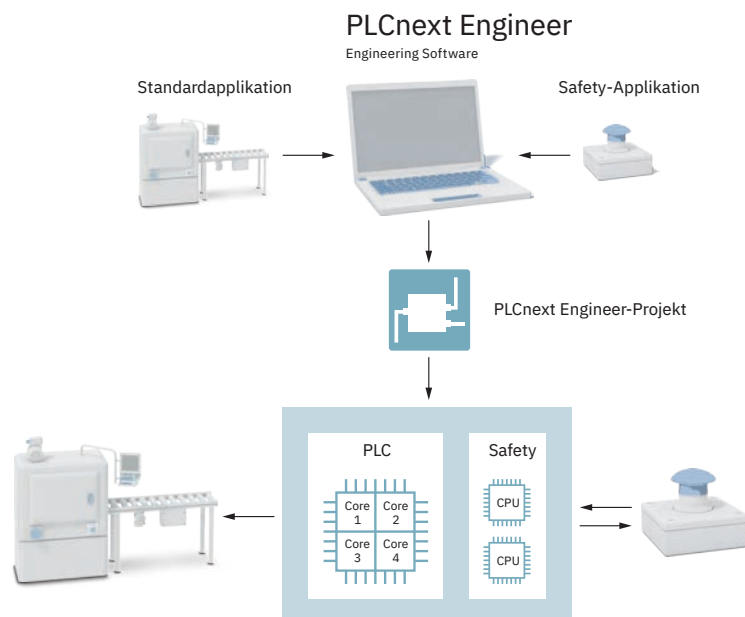 PLCnext Engineer
Engineering Software
Standardapplikation
Safety-Applikation
PLCnext Engineer-Projekt
PLC
Safety
Core
1
Core
2
Core
3
Core
4
CPU
CPU